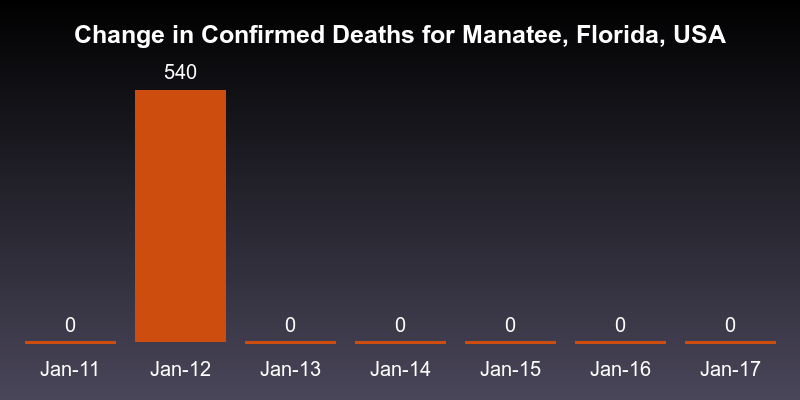 Change in Confirmed Deaths for Manatee, Florida, USA
540
0 0 0 0 0 0
Jan-11 Jan-12 Jan-13 Jan-14 Jan-15 Jan-16 Jan-17